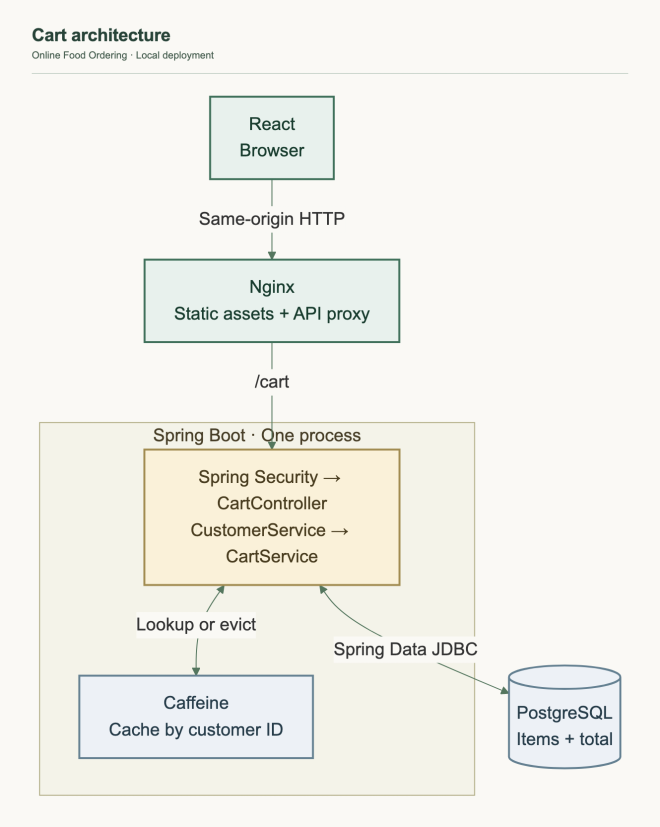 Cart architecture
Online Food Ordering · Local deployment
React
Browser
Same-origin HTTP
Nginx
Static assets + API proxy
/cart
Spring Boot · One process
Spring Security →
CartController
CustomerService →
CartService
Lookup or evict
Spring Data JDBC
Caffeine
Cache by customer ID
PostgreSQL
Items + total